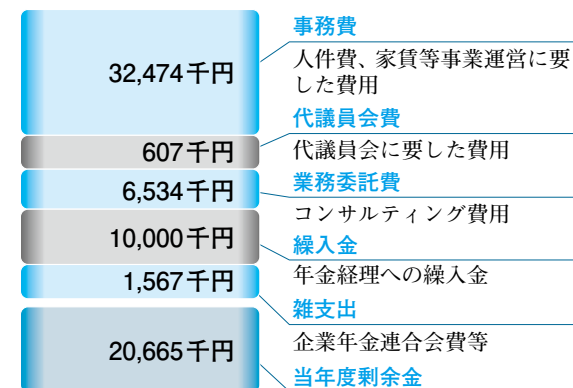 32,474千円
事務費
人件費、家賃等事業運営に要
した費用
607千円
代議員会費
代議員会に要した費用
6,534千円
業務委託費
コンサルティング費用
10,000千円
繰入金
年金経理への繰入金
1,567千円
雑支出
企業年金連合会費等
20,665千円
当年度剰余金